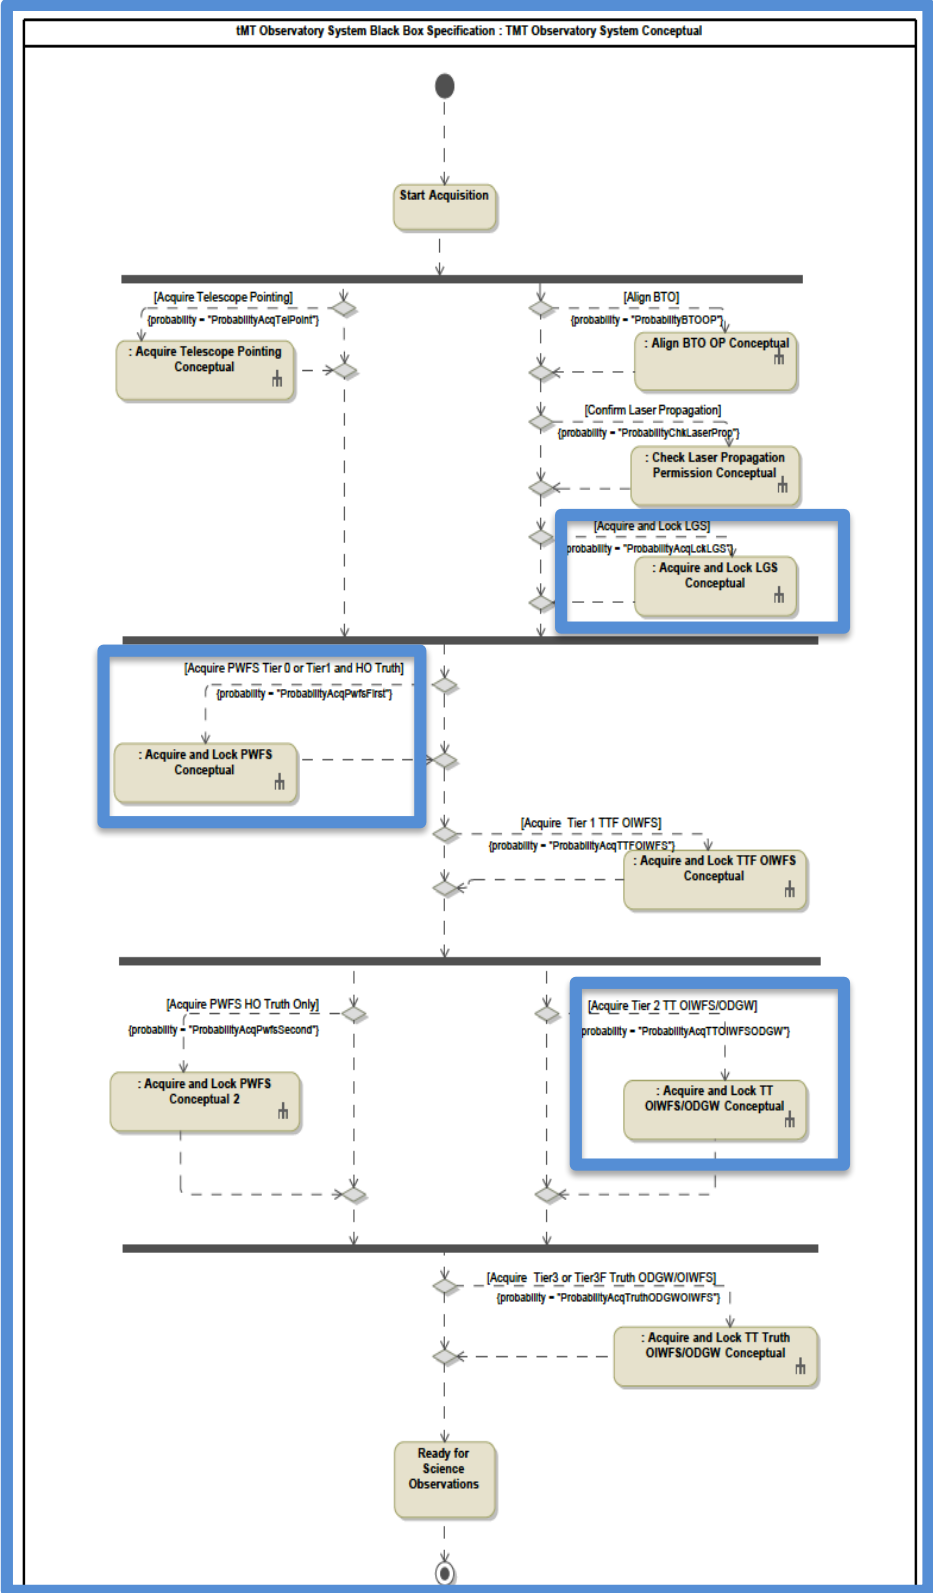 tMT Observatory System Black Box Specification : TMT Observatory System Conceptual
Start Acquisition
[Acquire Telescope Pointing]
{probability = "ProbabilityAcqTelPoint"}
: Acquire Telescope Pointing
Conceptual
[Align BTO]
{probability = "ProbabilityBTOOP"}
: Align BTO OP Conceptual
[Confirm Laser Propagation]
{probability = "ProbabilityChkLaserProp"}
: Check Laser Propagation
Permission Conceptual
[Acquire and Lock LGS]
probability = "ProbabilityAcqLckLGS"}
: Acquire and Lock LGS
Conceptual
[Acquire PWFS Tier 0 or Tier1 and HO Truth]
{probability = "ProbabilityAcqPwfsFirst"}
: Acquire and Lock PWFS
Conceptual
[Acquire Tier 1 TTF OIWFS]
{probability = "ProbabilityAcqTTFOIWFS"}
: Acquire and Lock TTF OIWFS
Conceptual
[Acquire PWFS HO Truth Only]
{probability = "ProbabilityAcqPwfsSecond"}
: Acquire and Lock PWFS
Conceptual 2
[Acquire Tier 2 TT OIWFS/ODGW]
probability = "ProbabilityAcqTTOIWFSODGW"}
: Acquire and Lock TT
OIWFS/ODGW Conceptual
[Acquire Tier3 or Tier3F Truth ODGW/OIWFS]
{probability = "ProbabilityAcqTruthODGWOIWFS"}
: Acquire and Lock TT Truth
OIWFS/ODGW Conceptual
Ready for
Science
Observations